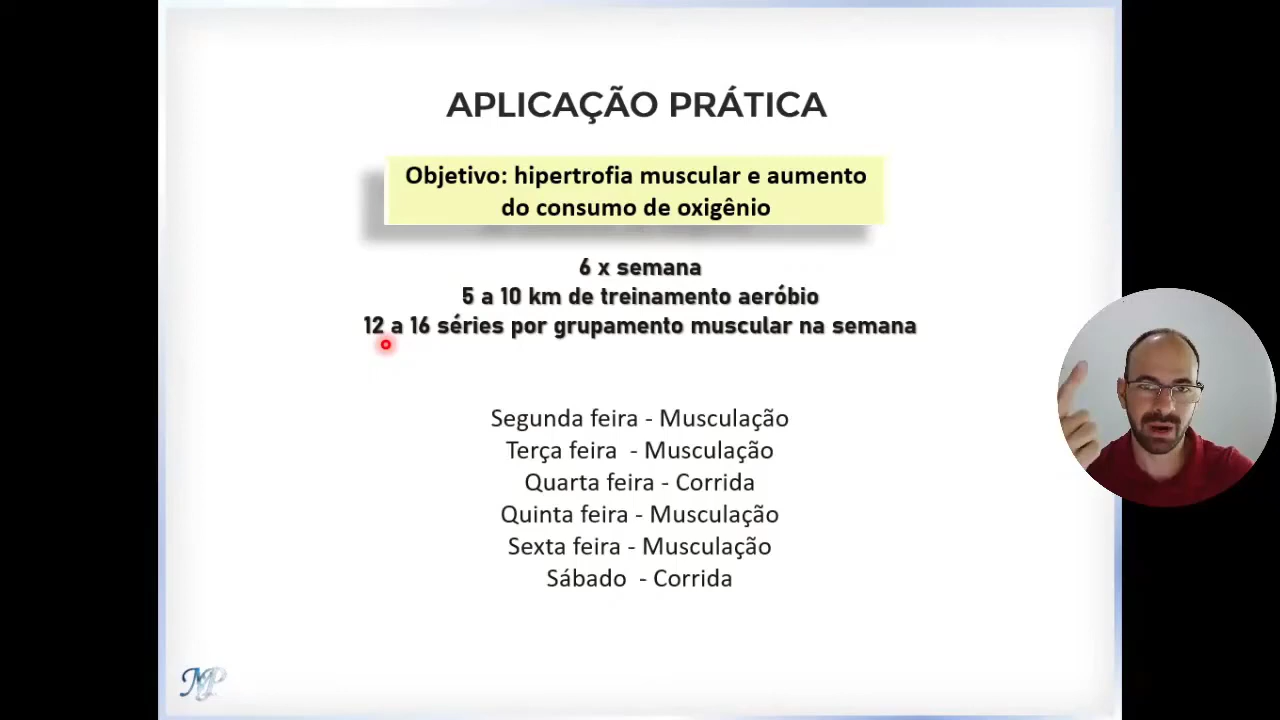 APLICAÇÃO PRÁTICA
Objetivo: hipertrofia muscular e aumento
do consumo de oxigênio
6 x semana
5 a 10 km de treinamento aeróbio
12 a 16 séries por grupamento muscular na semana
Segunda feira - Musculação
Terça feira - Musculação
Quarta feira - Corrida
Quinta feira - Musculação
Sexta feira - Musculação
Sábado - Corrida
MP